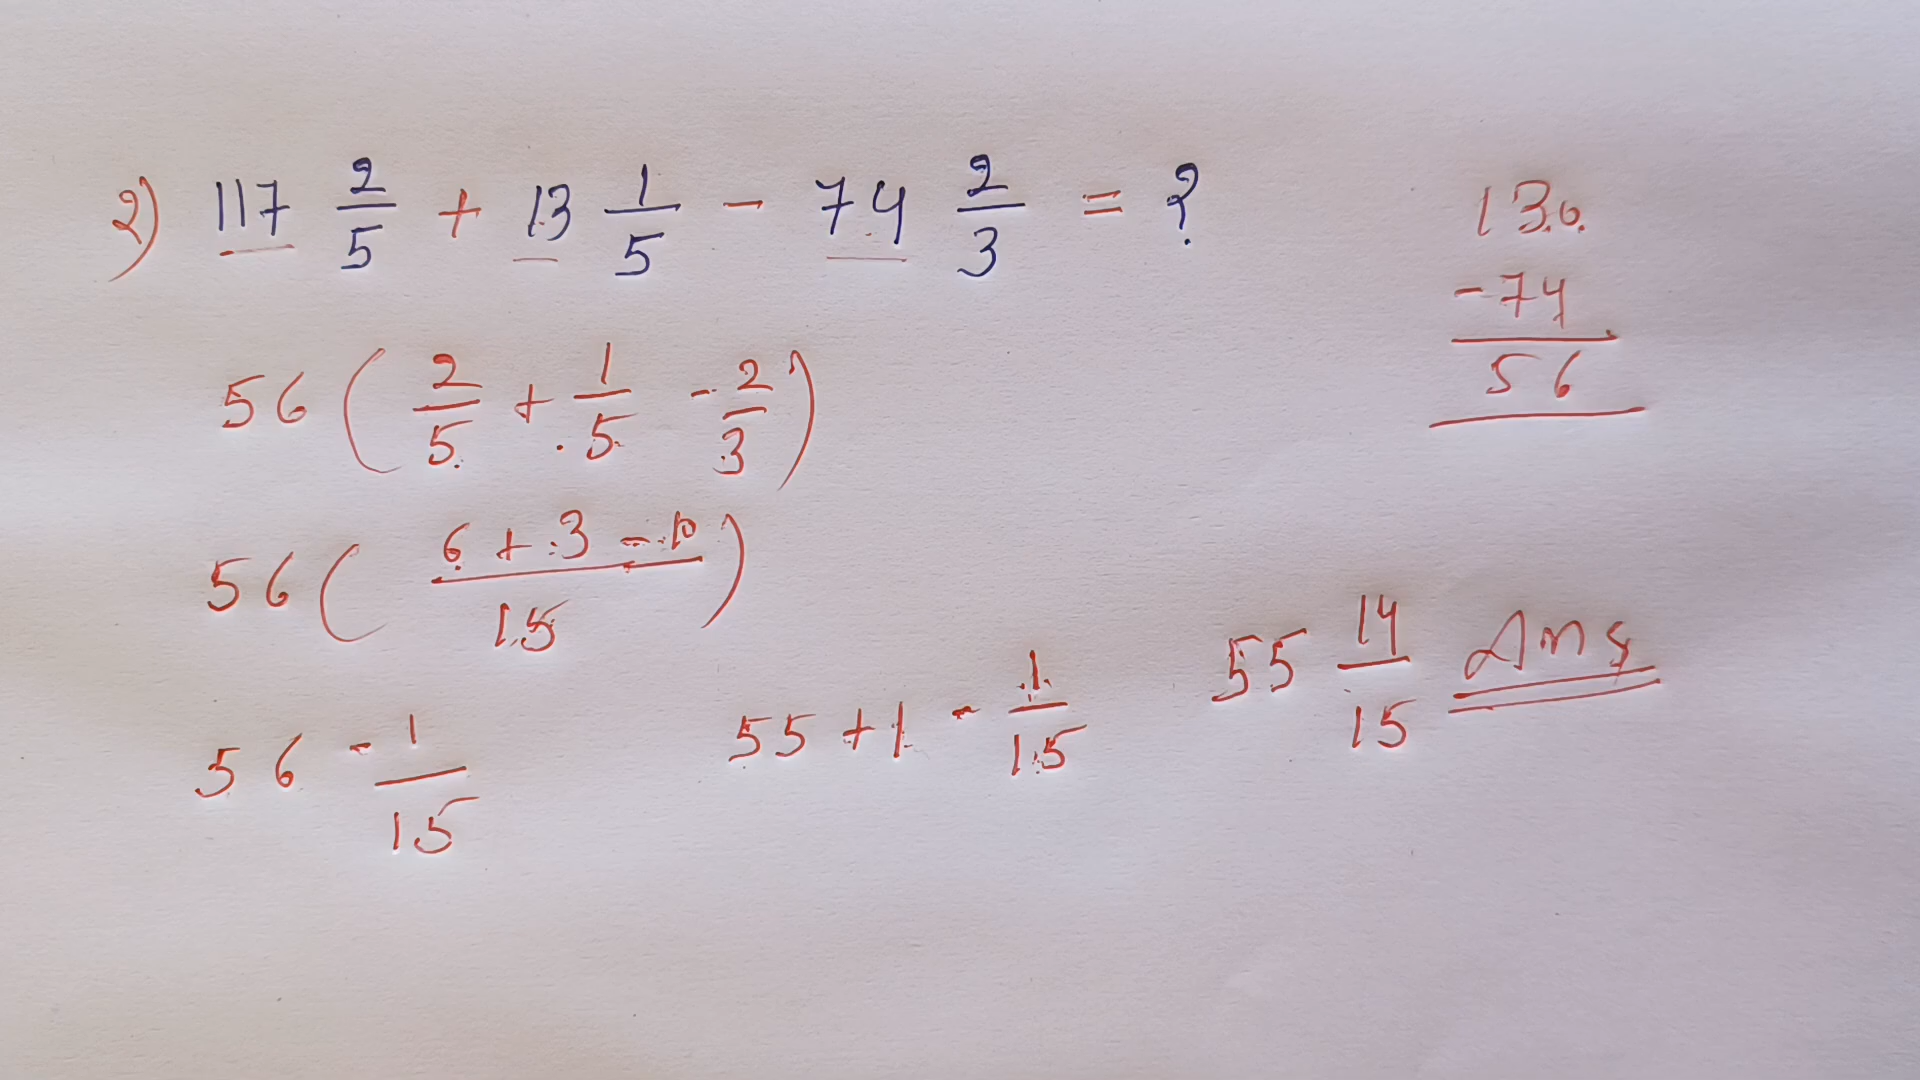 2) 117 2/5 + 13 1/5 - 74 2/3 = ?
130
-74
56
56 ( 2/5 + 1/5 - 2/3 )
56 ( 6 + 3 - 10 / 15 )
56 - 1/15
55 + 1 - 1/15
55 14/15 Ans